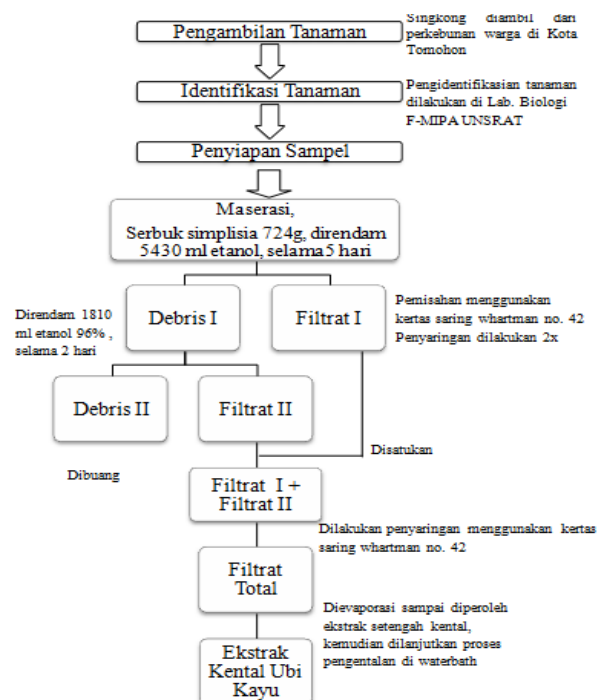 Pengambilan Tanaman
Singkong diambil dari
perkebunan warga di Kota
Tomohon
Identifikasi Tanaman
Pengidentifikasian tanaman
dilakukan di Lab. Biologi
F-MIPA UNSRAT
Penyiapan Sampel
Maserasi,
Serbuk simplisia 724g, direndam
5430 ml etanol, selama 5 hari
Direndam 1810
ml etanol 96% ,
selama 2 hari
Debris I
Filtrat I
Pemisahan menggunakan
kertas saring whartman no. 42
Penyaringan dilakukan 2x
Debris II
Filtrat II
Disatukan
Dibuang
Filtrat I +
Filtrat II
Dilakukan penyaringan menggunakan kertas
saring whartman no. 42
Filtrat
Total
Dievaporasi sampai diperoleh
ekstrak setengah kental,
kemudian dilanjutkan proses
pengentalan di waterbath
Ekstrak
Kental Ubi
Kayu